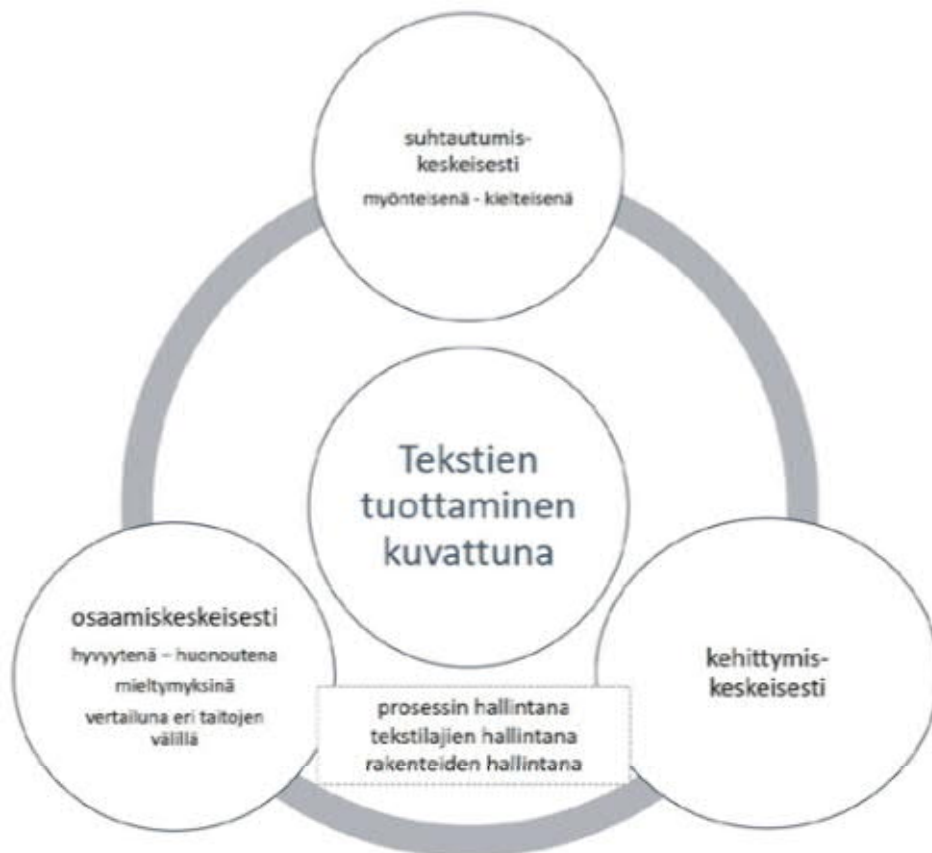 suhtautumis-
keskeisesti
myönteisenä - kielteisenä
Tekstien
tuottaminen
kuvattuna
osaamiskeskeisesti
hyvyytenä – huonoutena
mieltymyksinä
vertailuna eri taitojen
välillä
prosessin hallintana
tekstilajien hallintana
rakenteiden hallintana
kehittymis-
keskeisesti